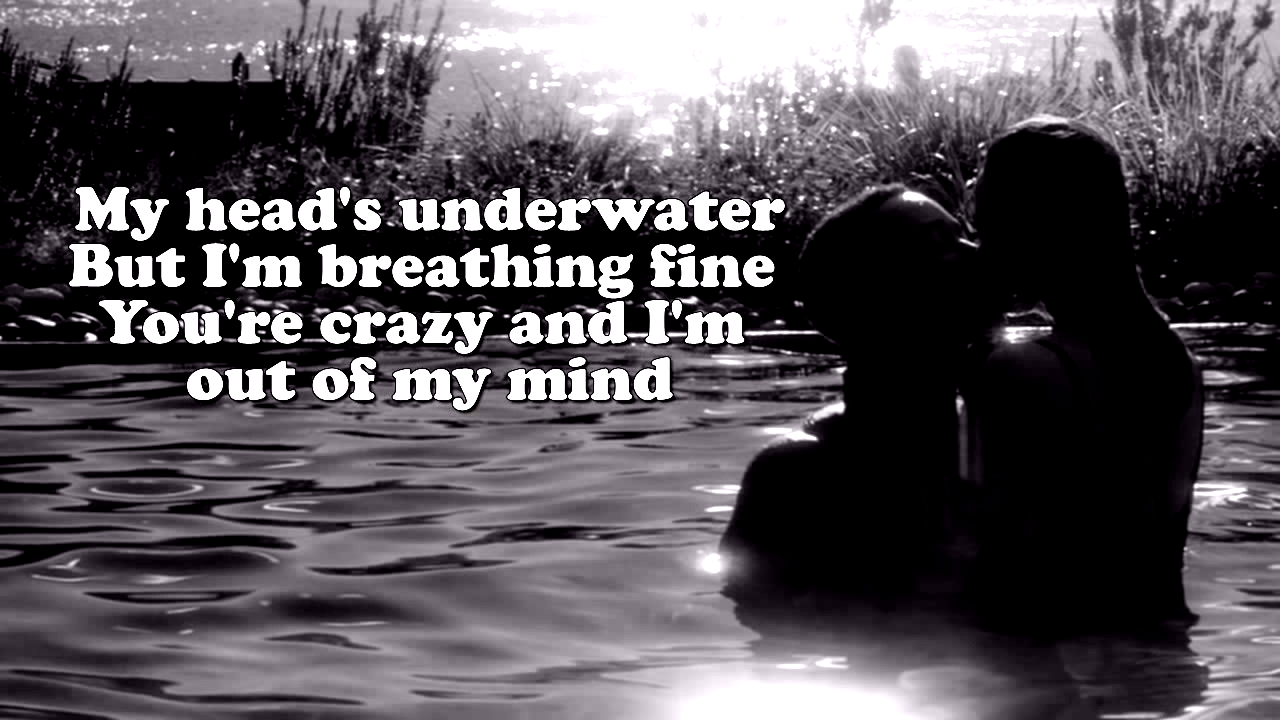 My head's underwater
But I'm breathing fine
You're crazy and I'm
out of my mind